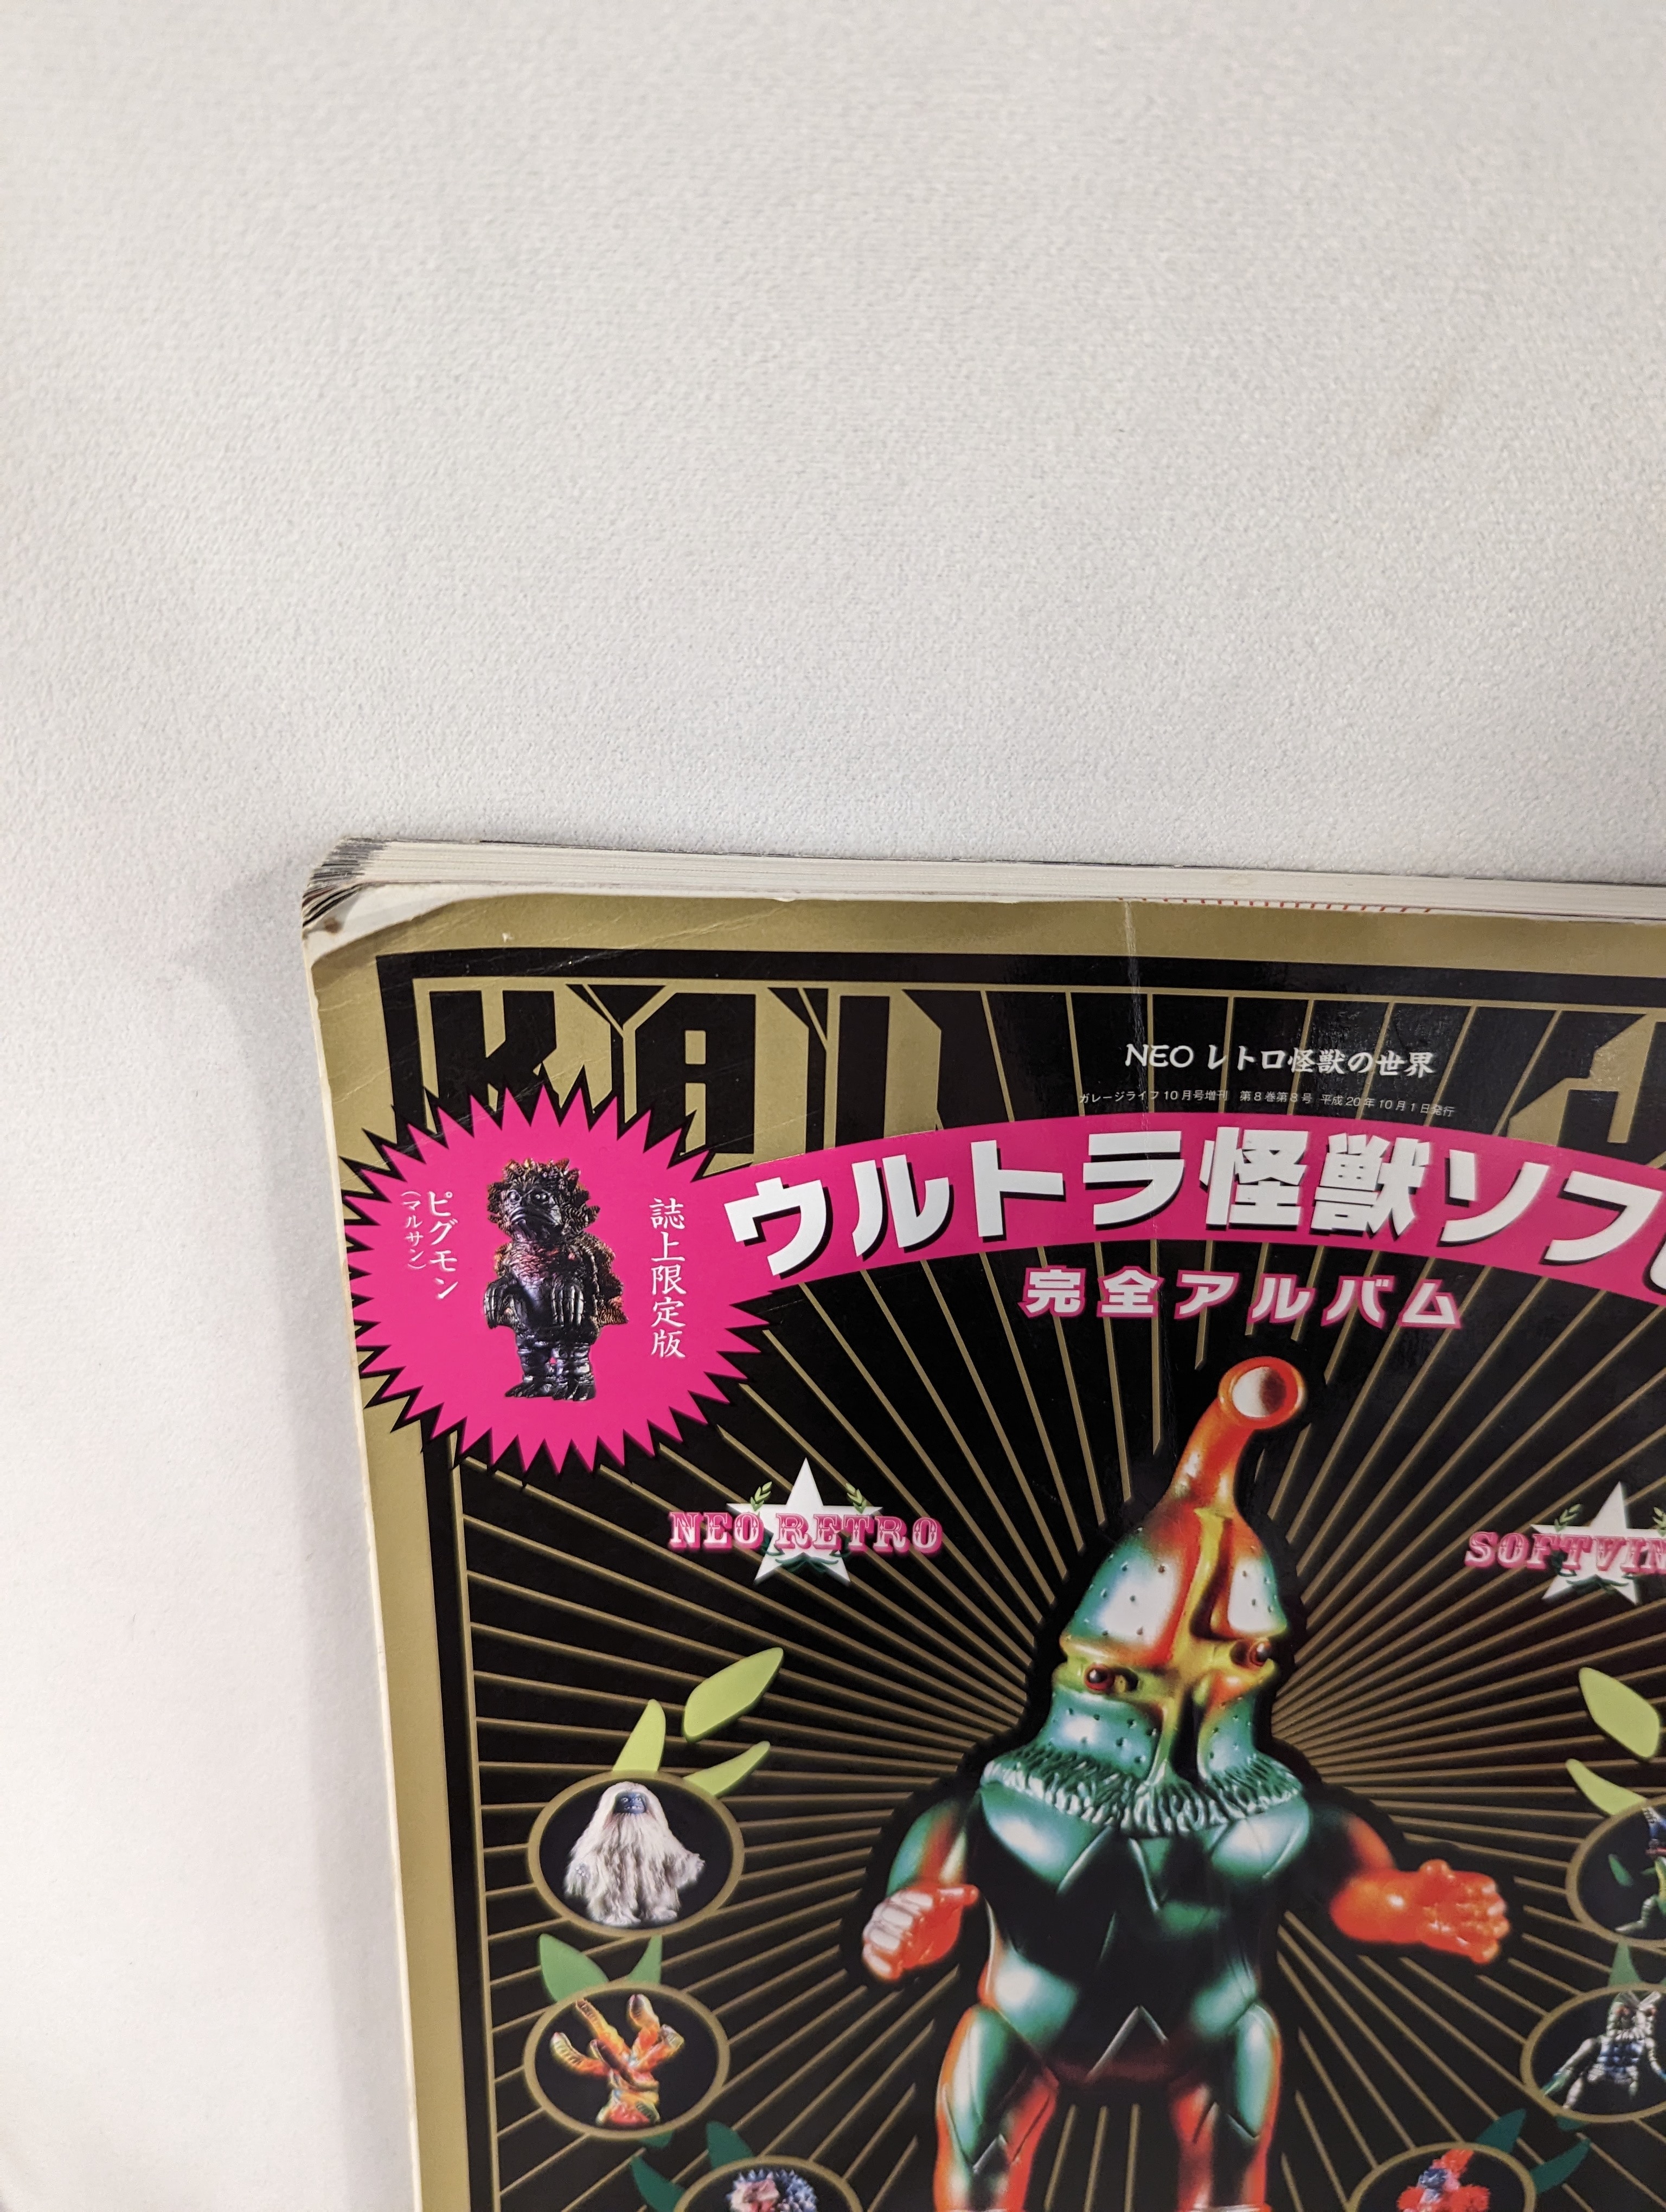 NEO レトロ怪獣の世界
ガレージライフ 10月号増刊 第8巻第8号 平成20年10月1日発行
ウルトラ怪獣ソフ
完全アルバム
誌上限定版
ピグモン
(マルサン)
NEO RETRO
SOFTVIN